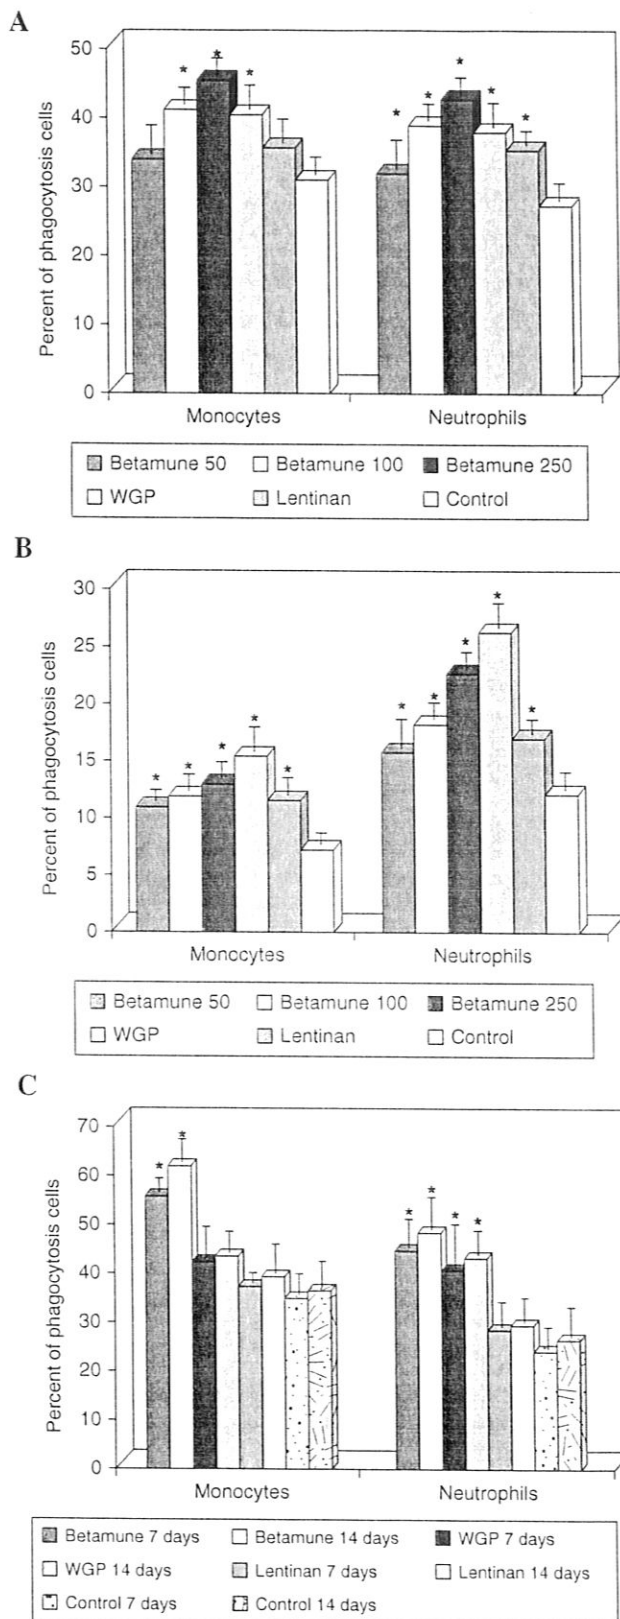 A
Percent of phagocytosis cells
50
40
30
20
10
0
* * * * * * * *
Monocytes Neutrophils
Betamune 50 Betamune 100 Betamune 250
WGP Lentinan Control
B
Percent of phagocytosis cells
30
25
20
15
10
5
0
* * * * * * * * * *
Monocytes Neutrophils
Betamune 50 Betamune 100 Betamune 250
WGP Lentinan Control
C
Percent of phagocytosis cells
70
60
50
40
30
20
10
0
* * * * * *
Monocytes Neutrophils
Betamune 7 days Betamune 14 days WGP 7 days
WGP 14 days Lentinan 7 days Lentinan 14 days
Control 7 days Control 14 days